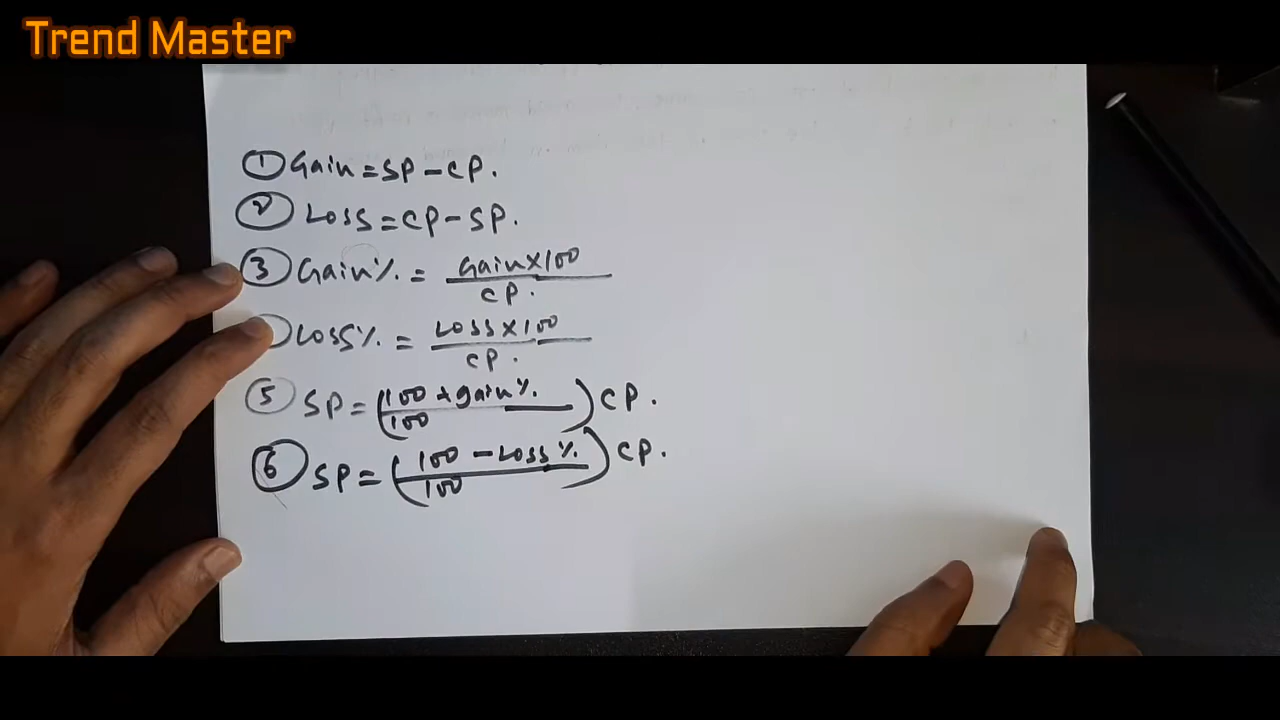 Trend Master
① Gain = SP - CP.
② Loss = CP - SP.
③ Gain% = Gain × 100 / CP.
Loss% = Loss × 100 / CP.
⑤ SP = (100 + gain% / 100) CP.
⑥ SP = (100 - Loss% / 100) CP.